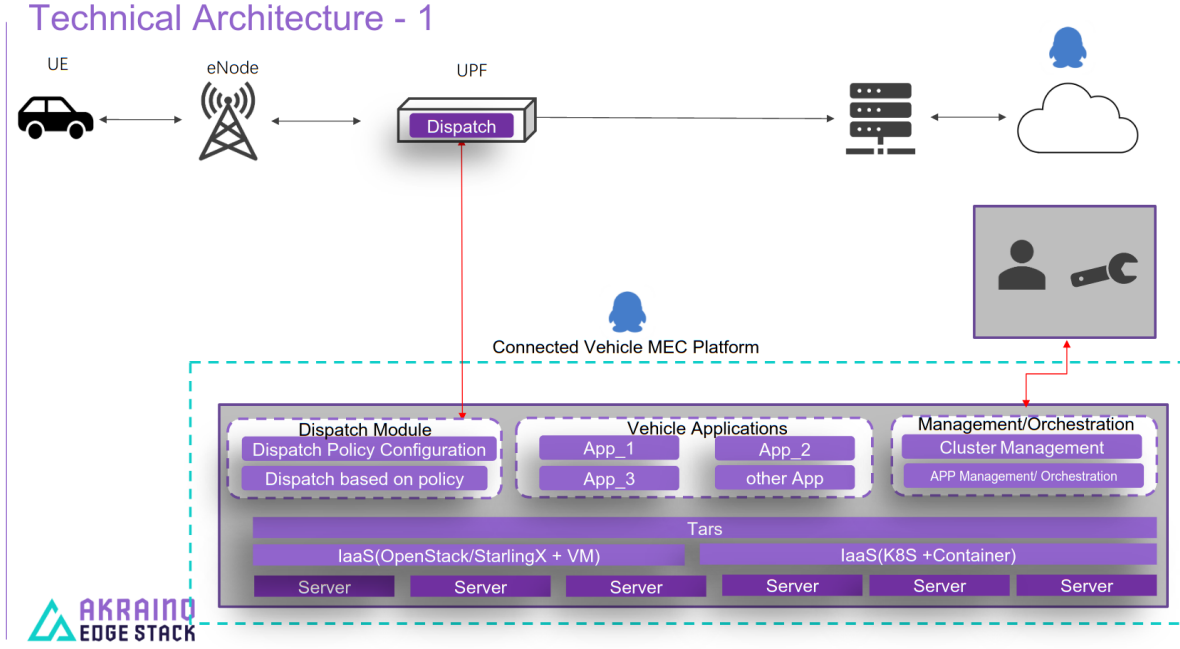 Technical Architecture - 1
UE
eNode
UPF
Dispatch
Connected Vehicle MEC Platform
Dispatch Module
Dispatch Policy Configuration
Dispatch based on policy
Vehicle Applications
App_1
App_2
App_3
other App
Management/Orchestration
Cluster Management
APP Management/ Orchestration
Tars
IaaS(OpenStack/StarlingX + VM)
IaaS(K8S +Container)
Server
Server
Server
Server
Server
Server
AKRAINO
EDGE STACK